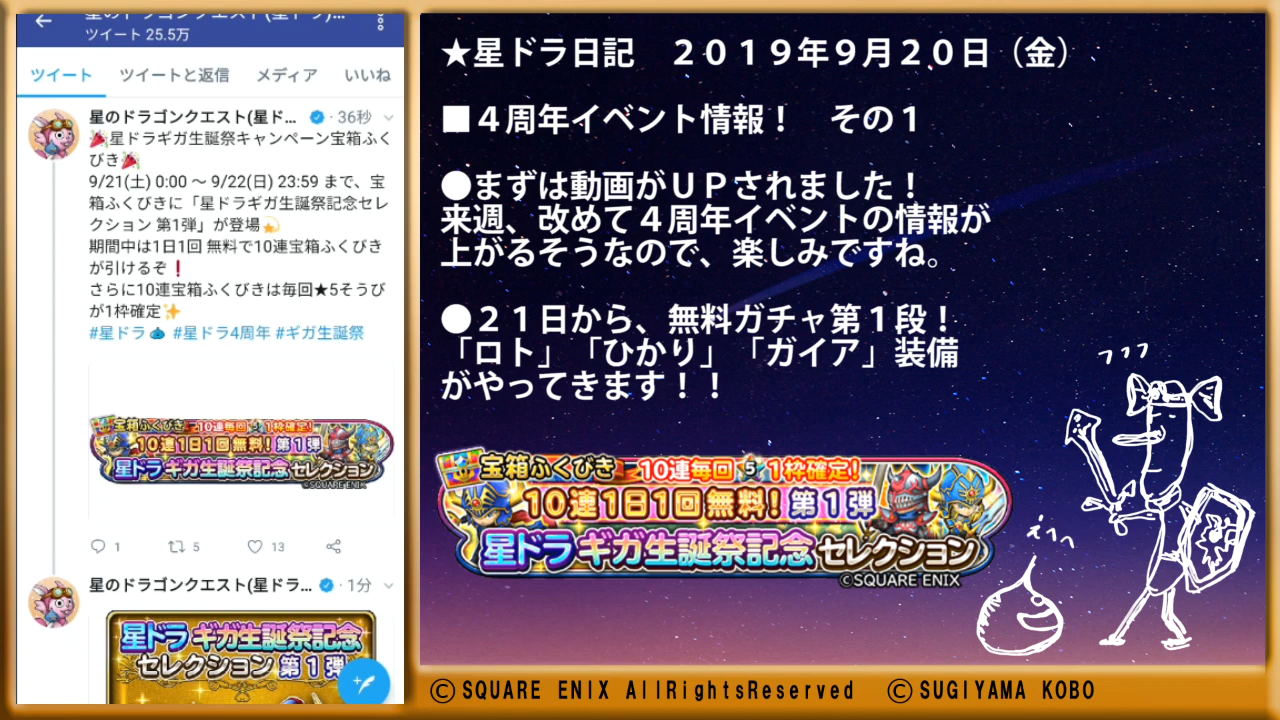 星のドラゴンクエスト(星ドラ)...
ツイート 25.5万
ツイート ツイートと返信 メディア いいね
星のドラゴンクエスト(星ド... · 36秒
🎉星ドラギガ生誕祭キャンペーン宝箱ふく
びき🎉
9/21(土) 0:00 ～ 9/22(日) 23:59 まで、宝
箱ふくびきに「星ドラギガ生誕祭記念セレ
クション 第1弾」が登場💫
期間中は1日1回 無料で10連宝箱ふくびき
が引けるぞ❗
さらに10連宝箱ふくびきは毎回★5そうび
が1枠確定✨
#星ドラ #星ドラ4周年 #ギガ生誕祭
宝箱ふくびき 10連毎回 5 1枠確定!
10連1日1回無料! 第1弾
星ドラ ギガ生誕祭記念 セレクション
©SQUARE ENIX
1 5 13
星のドラゴンクエスト(星ドラ... · 1分
星ドラ ギガ生誕祭記念
セレクション 第1弾
★星ドラ日記　２０１９年９月２０日（金）
■４周年イベント情報！　その１
●まずは動画がＵＰされました！
来週、改めて４周年イベントの情報が
上がるそうなので、楽しみですね。
●２１日から、無料ガチャ第１段！
「ロト」「ひかり」「ガイア」装備
がやってきます！！
宝箱ふくびき 10連毎回 5 1枠確定!
10連1日1回無料! 第1弾
星ドラ ギガ生誕祭記念 セレクション
©SQUARE ENIX
フフフ
Ⓒ SQUARE ENIX AllRightsReserved Ⓒ SUGIYAMA KOBO